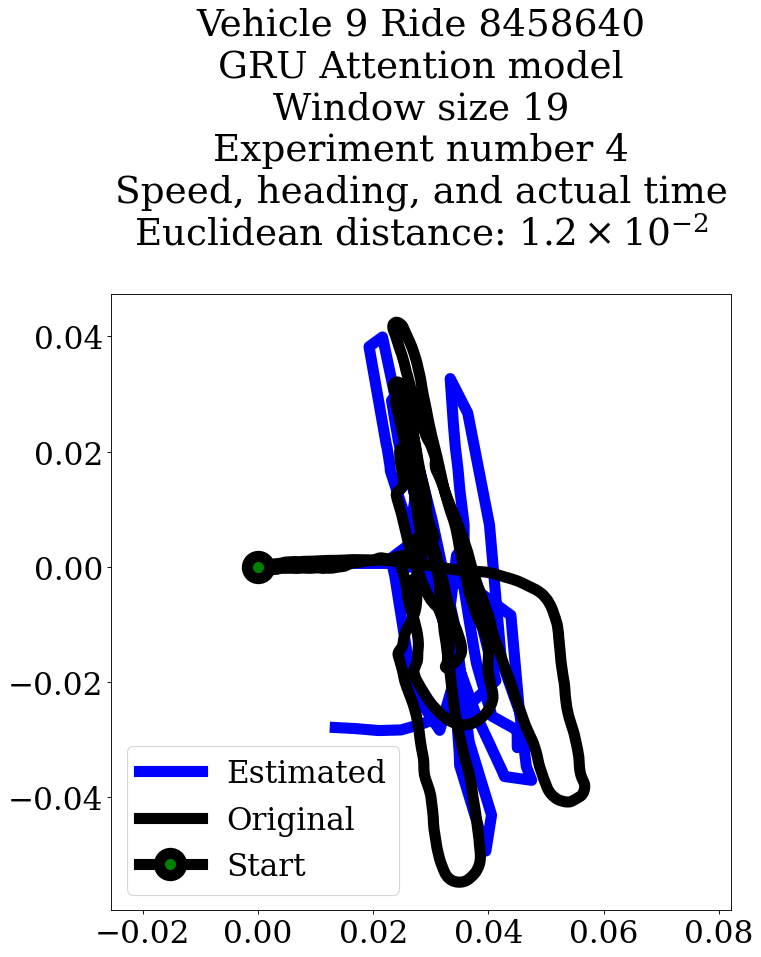 Vehicle 9 Ride 8458640
GRU Attention model
Window size 19
Experiment number 4
Speed, heading, and actual time
Euclidean distance: 1.2 × 10⁻²
0.04
0.02
0.00
−0.02
−0.04
Estimated
Original
Start
−0.02 0.00 0.02 0.04 0.06 0.08